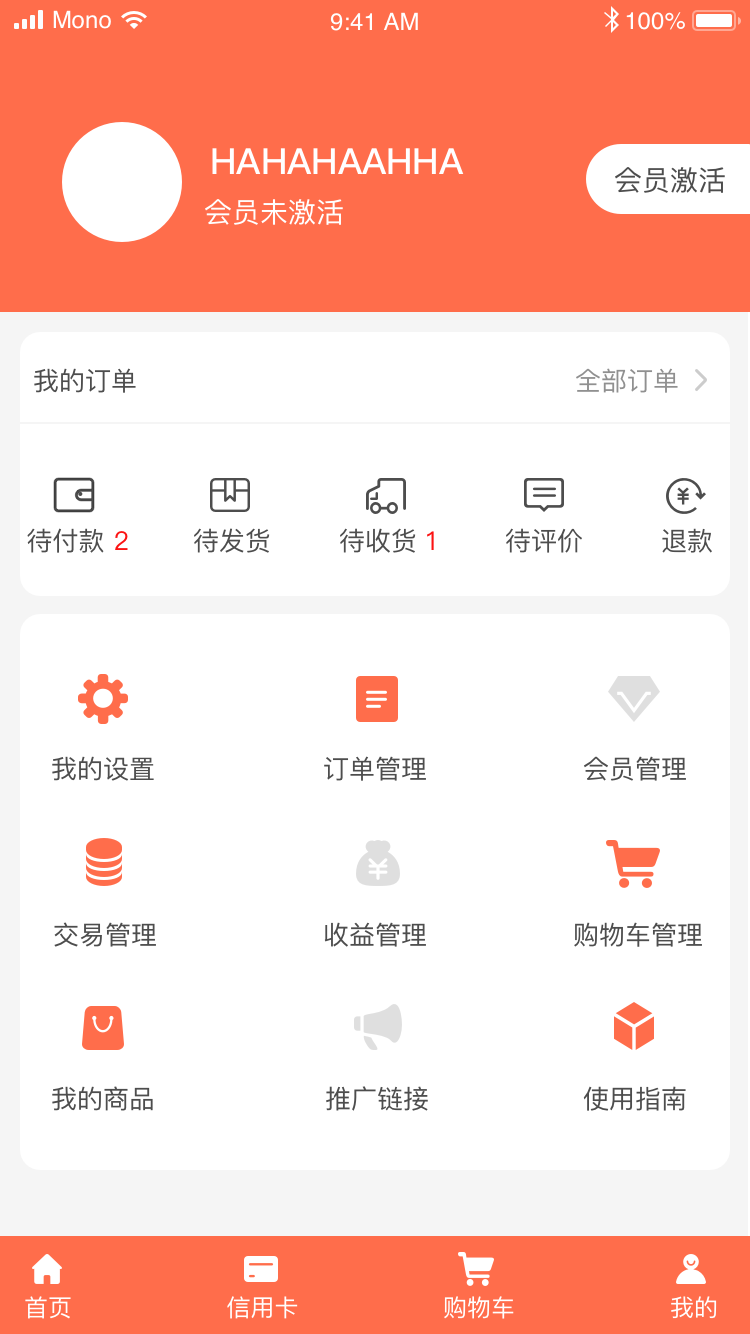 Mono 9:41 AM 100%
HAHAHAAHHA
会员未激活
会员激活
我的订单 全部订单
待付款 2 待发货 待收货 1 待评价 退款
我的设置 订单管理 会员管理
交易管理 收益管理 购物车管理
我的商品 推广链接 使用指南
首页 信用卡 购物车 我的